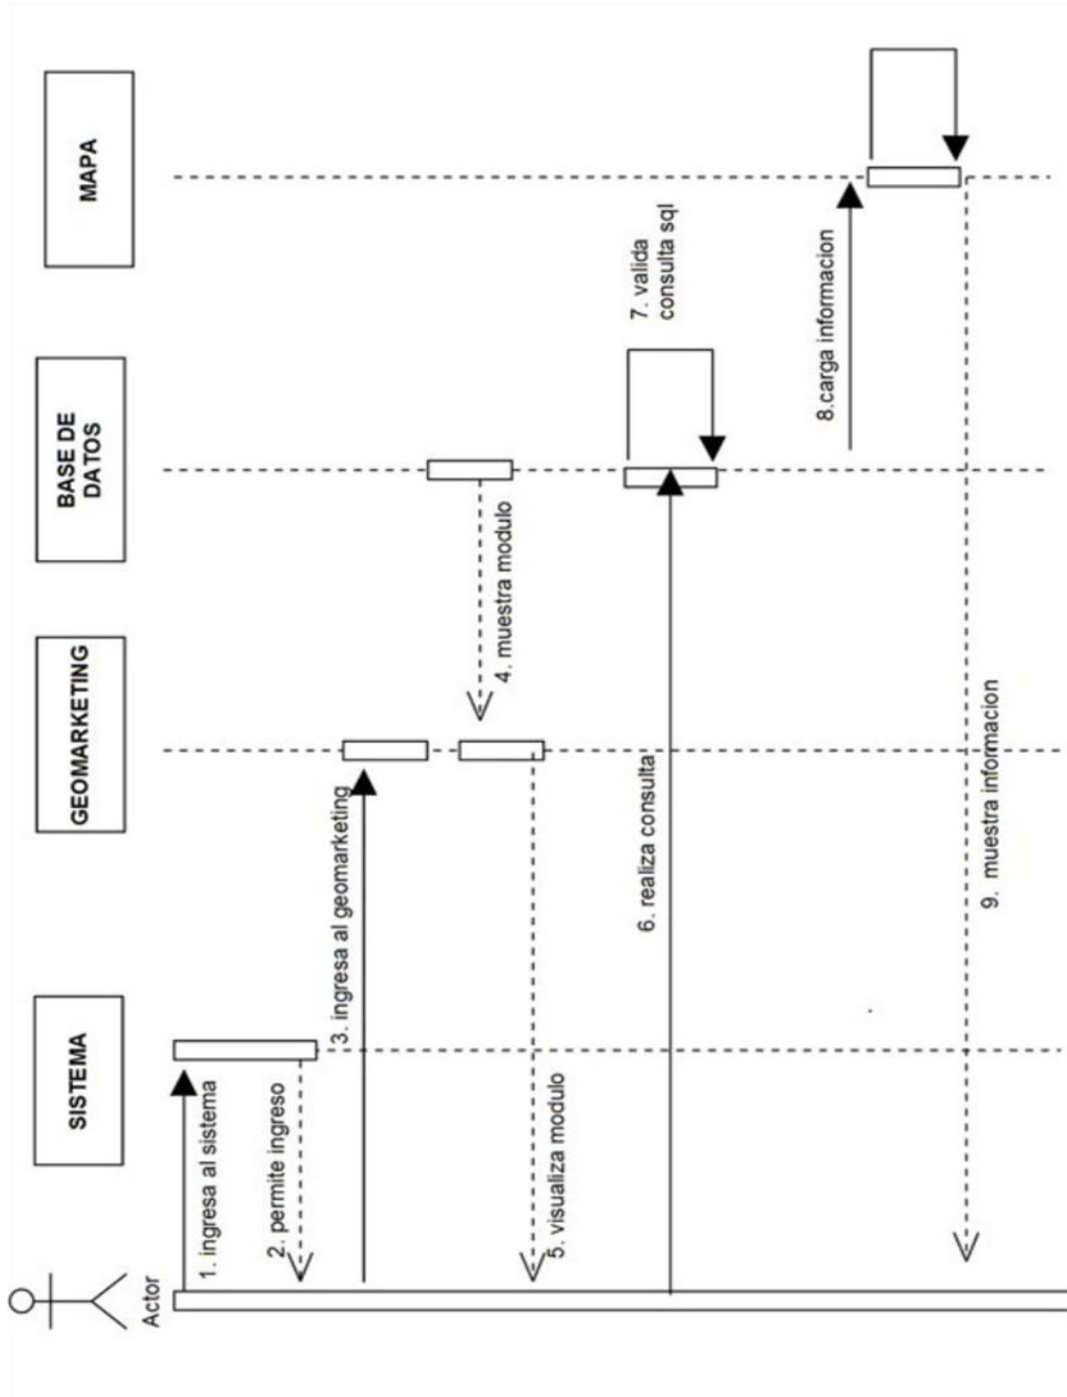 Actor
SISTEMA
GEOMARKETING
BASE DE
DATOS
MAPA
1. ingresa al sistema
2. permite ingreso
3. ingresa al geomarketing
4. muestra modulo
5. visualiza modulo
6. realiza consulta
7. valida
consulta sql
8.carga informacion
9. muestra informacion